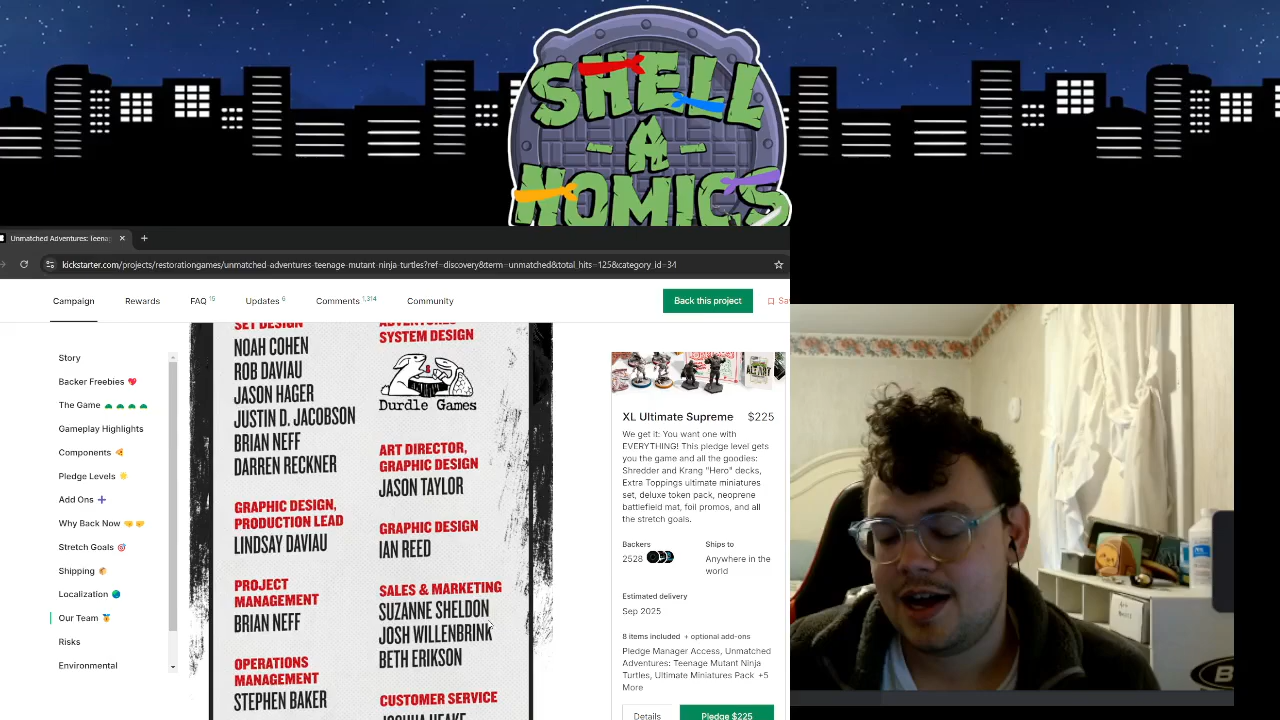 SHELL
-A-
NOMICS
Unmatched Adventures: Teenag
kickstarter.com/projects/restorationgames/unmatched-adventures-teenage-mutant-ninja-turtles?ref=discovery&term=unmatched&total_hits=125&category_id=34
Campaign
Rewards
FAQ 15
Updates 6
Comments 1,314
Community
Back this project
Story
Backer Freebies
The Game
Gameplay Highlights
Components
Pledge Levels
Add Ons
Why Back Now
Stretch Goals
Shipping
Localization
Our Team
Risks
Environmental
SET DESIGN
NOAH COHEN
ROB DAVIAU
JASON HAGER
JUSTIN D. JACOBSON
BRIAN NEFF
DARREN RECKNER
GRAPHIC DESIGN,
PRODUCTION LEAD
LINDSAY DAVIAU
PROJECT
MANAGEMENT
BRIAN NEFF
OPERATIONS
MANAGEMENT
STEPHEN BAKER
ADVENTURES
SYSTEM DESIGN
Durdle Games
ART DIRECTOR,
GRAPHIC DESIGN
JASON TAYLOR
GRAPHIC DESIGN
IAN REED
SALES & MARKETING
SUZANNE SHELDON
JOSH WILLENBRINK
BETH ERIKSON
CUSTOMER SERVICE
ALT ART
XL Ultimate Supreme $225
We get it: You want one with
EVERYTHING! This pledge level gets
you the game and all the goodies:
Shredder and Krang "Hero" decks,
Extra Toppings ultimate miniatures
set, deluxe token pack, neoprene
battlefield mat, foil promos, and all
the stretch goals.
Backers
2528
Ships to
Anywhere in the
world
Estimated delivery
Sep 2025
8 items included + optional add-ons
Pledge Manager Access, Unmatched
Adventures: Teenage Mutant Ninja
Turtles, Ultimate Miniatures Pack +5
More
Details
Pledge $225